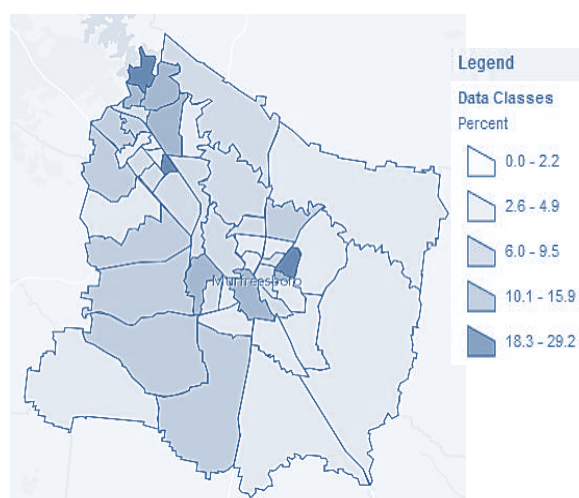 Legend
Data Classes
Percent
0.0 - 2.2
2.6 - 4.9
6.0 - 9.5
10.1 - 15.9
18.3 - 29.2
Murfreesboro